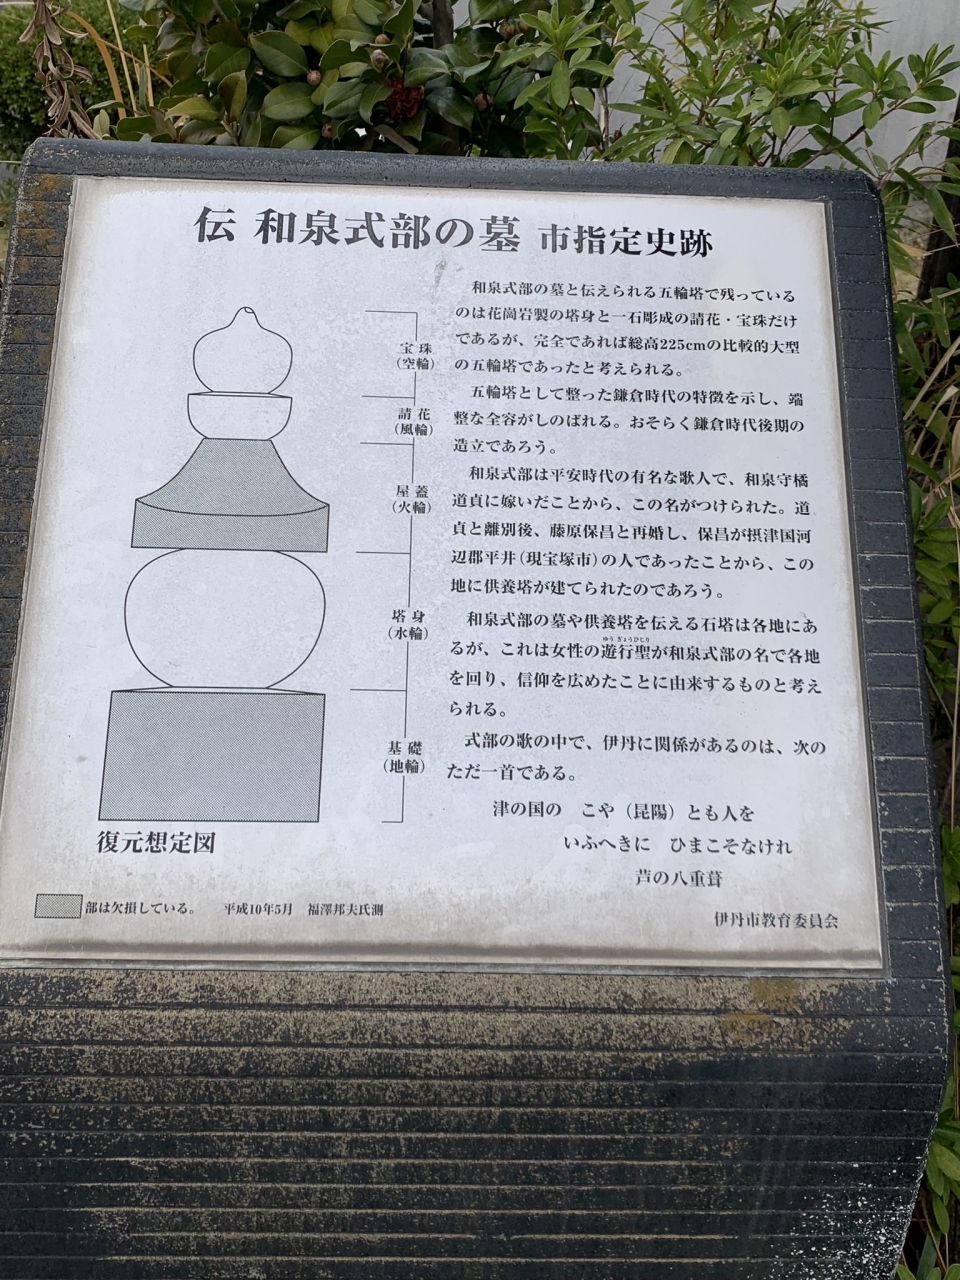 伝 和泉式部の墓 市指定史跡
和泉式部の墓と伝えられる五輪塔で残っている
のは花崗岩製の塔身と一石彫成の請花・宝珠だけ
であるが、完全であれば総高225cmの比較的大型
の五輪塔であったと考えられる。
五輪塔として整った鎌倉時代の特徴を示し、端
整な全容がしのばれる。おそらく鎌倉時代後期の
造立であろう。
和泉式部は平安時代の有名な歌人で、和泉守橘
道貞に嫁いだことから、この名がつけられた。道
貞と離別後、藤原保昌と再婚し、保昌が摂津国河
辺郡平井(現宝塚市)の人であったことから、この
地に供養塔が建てられたのであろう。
和泉式部の墓や供養塔を伝える石塔は各地にあ
ゆう ぎょうひじり
るが、これは女性の遊行聖が和泉式部の名で各地
を回り、信仰を広めたことに由来するものと考え
られる。
式部の歌の中で、伊丹に関係があるのは、次の
ただ一首である。
津の国の こや（昆陽）とも人を
いふへきに ひまこそなけれ
芦の八重葺
伊丹市教育委員会
宝珠
(空輪)
請花
(風輪)
屋蓋
(火輪)
塔身
(水輪)
基礎
(地輪)
復元想定図
部は欠損している。 平成10年5月 福澤邦夫氏測